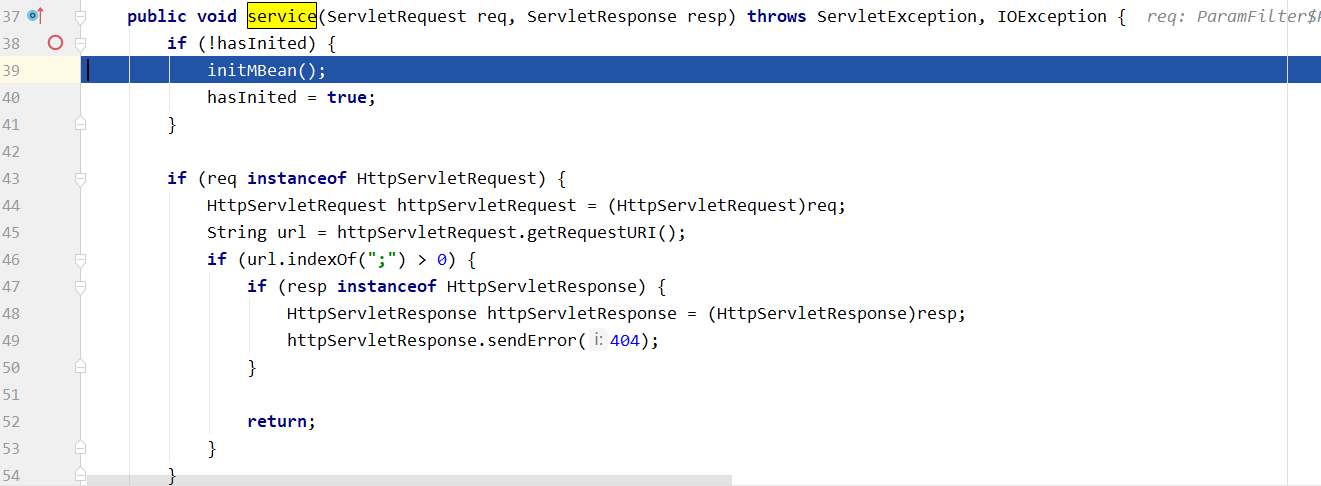 37 public void service(ServletRequest req, ServletResponse resp) throws ServletException, IOException { req: ParamFilter$
38 if (!hasInited) {
39 initMBean();
40 hasInited = true;
41 }
42
43 if (req instanceof HttpServletRequest) {
44 HttpServletRequest httpServletRequest = (HttpServletRequest)req;
45 String url = httpServletRequest.getRequestURI();
46 if (url.indexOf(";") > 0) {
47 if (resp instanceof HttpServletResponse) {
48 HttpServletResponse httpServletResponse = (HttpServletResponse)resp;
49 httpServletResponse.sendError( i: 404);
50 }
51
52 return;
53 }
54 }